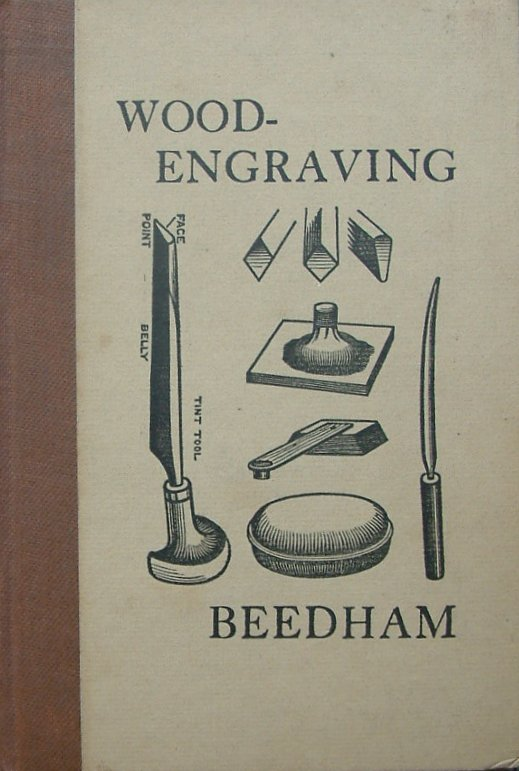 WOOD-
ENGRAVING
FACE
POINT
BELLY
TINT TOOL
BEEDHAM